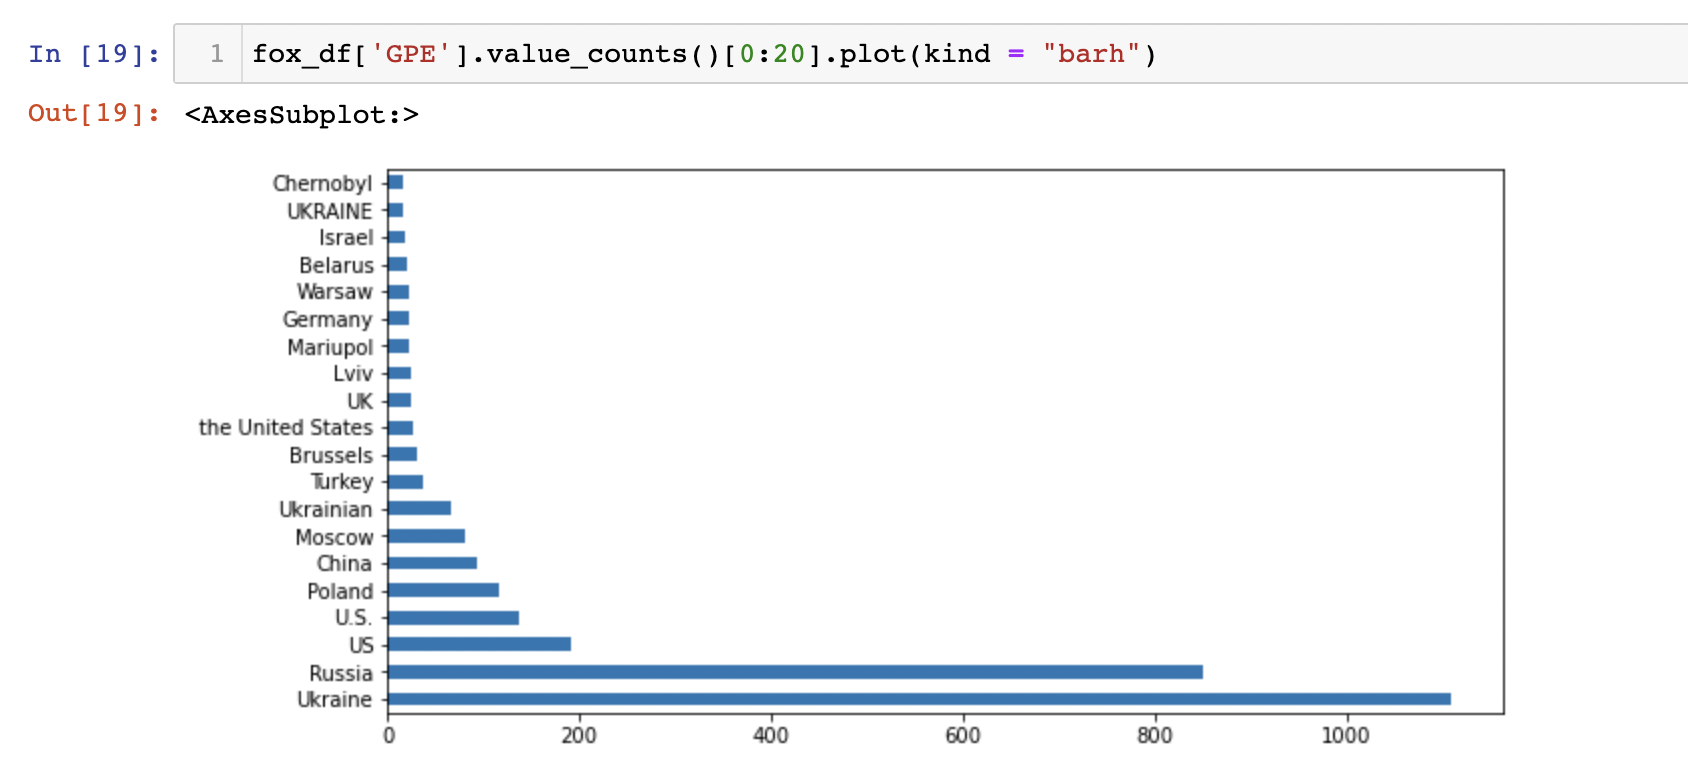 In [19]: 1 fox_df['GPE'].value_counts()[0:20].plot(kind = "barh")
Out[19]: <AxesSubplot:>
Chernobyl
UKRAINE
Israel
Belarus
Warsaw
Germany
Mariupol
Lviv
UK
the United States
Brussels
Turkey
Ukrainian
Moscow
China
Poland
U.S.
US
Russia
Ukraine
0 200 400 600 800 1000